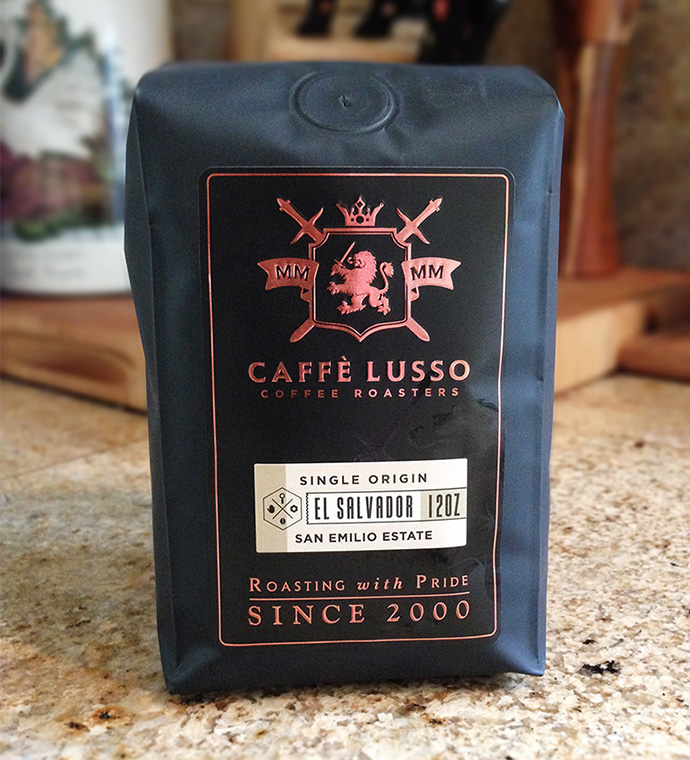 MM MM
CAFFÈ LUSSO
COFFEE ROASTERS
SINGLE ORIGIN
EL SALVADOR 12OZ
SAN EMILIO ESTATE
ROASTING with PRIDE
SINCE 2000